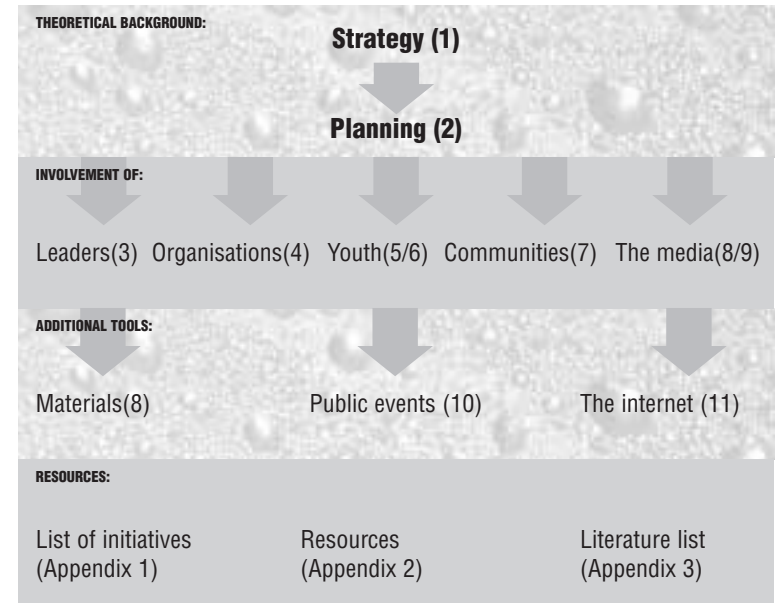 THEORETICAL BACKGROUND:
Strategy (1)
Planning (2)
INVOLVEMENT OF:
Leaders(3) Organisations(4) Youth(5/6) Communities(7) The media(8/9)
ADDITIONAL TOOLS:
Materials(8) Public events (10) The internet (11)
RESOURCES:
List of initiatives Resources Literature list
(Appendix 1) (Appendix 2) (Appendix 3)